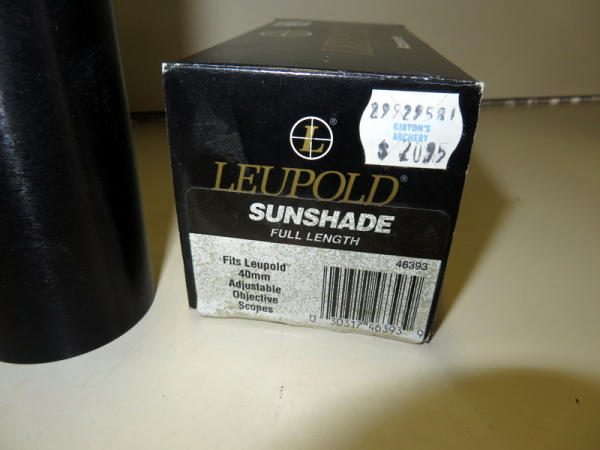 29929581
GIRTON'S
ARCHERY
$ 20.95
L ®
LEUPOLD®
SUNSHADE
FULL LENGTH
Fits Leupold®
40mm
Adjustable
Objective
Scopes
46393
0 30317 46393 9